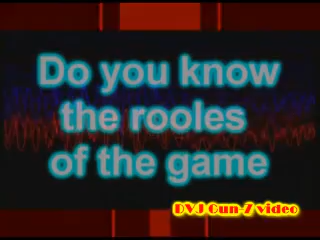 Do you know
the rooles
of the game
DVJ Gun-Z video